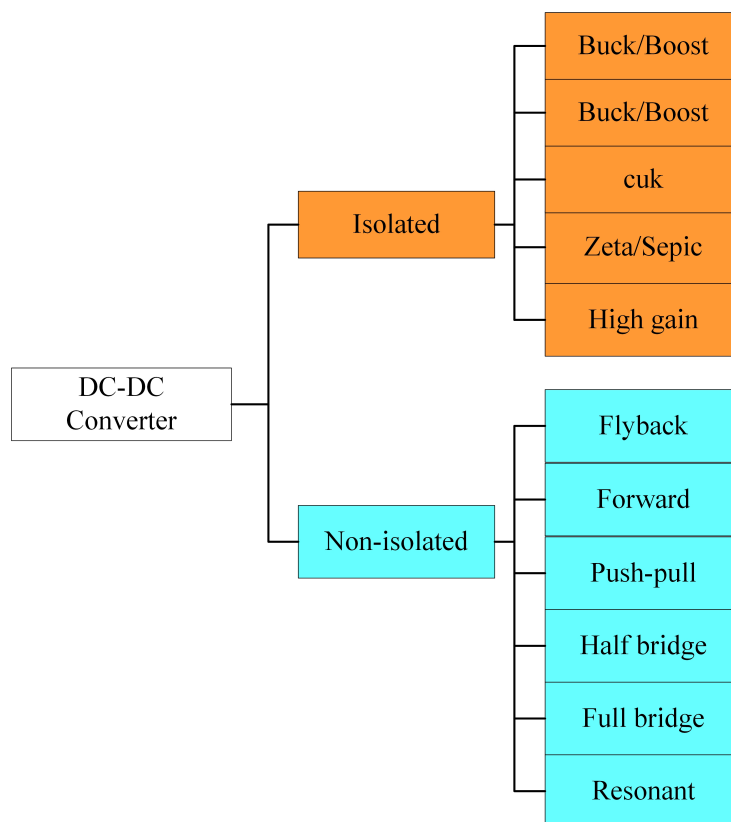 DC-DC
Converter
Isolated
Buck/Boost
Buck/Boost
cuk
Zeta/Sepic
High gain
Non-isolated
Flyback
Forward
Push-pull
Half bridge
Full bridge
Resonant